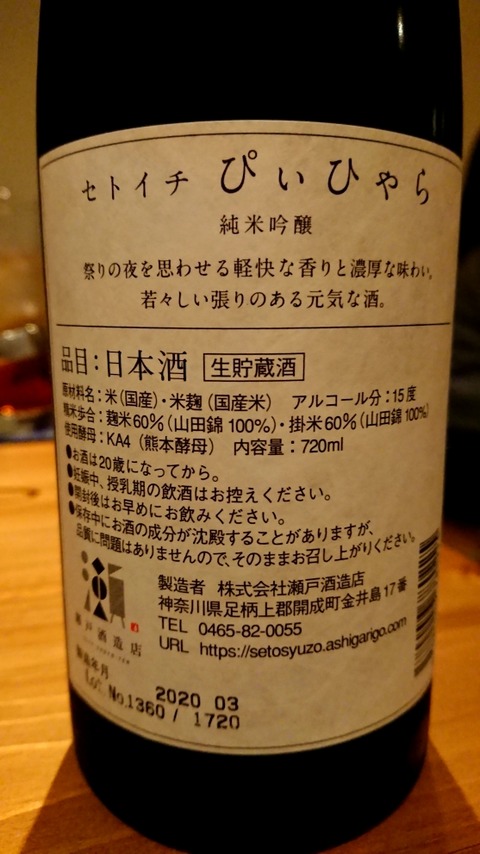 セトイチ ぴぃひゃら
純米吟醸
祭りの夜を思わせる軽快な香りと濃厚な味わい。
若々しい張りのある元気な酒。
品目：日本酒 生貯蔵酒
原材料名：米（国産）・米麹（国産米） アルコール分：15度
精米歩合：麹米60％（山田錦100％）・掛米60％（山田錦100％）
使用酵母：KA4（熊本酵母） 内容量：720ml
●お酒は20歳になってから。
●妊娠中、授乳期の飲酒はお控えください。
●開封後はお早めにお飲みください。
●保存中にお酒の成分が沈殿することがありますが、
品質に問題はありませんので、そのままお召し上がりください。
製造者 株式会社瀬戸酒造店
神奈川県足柄上郡開成町金井島17番
TEL 0465-82-0055
URL https://setosyuzo.ashigarigo.com
瀬戸酒造店
製造年月 2020 03
Lot No.1360 / 1720